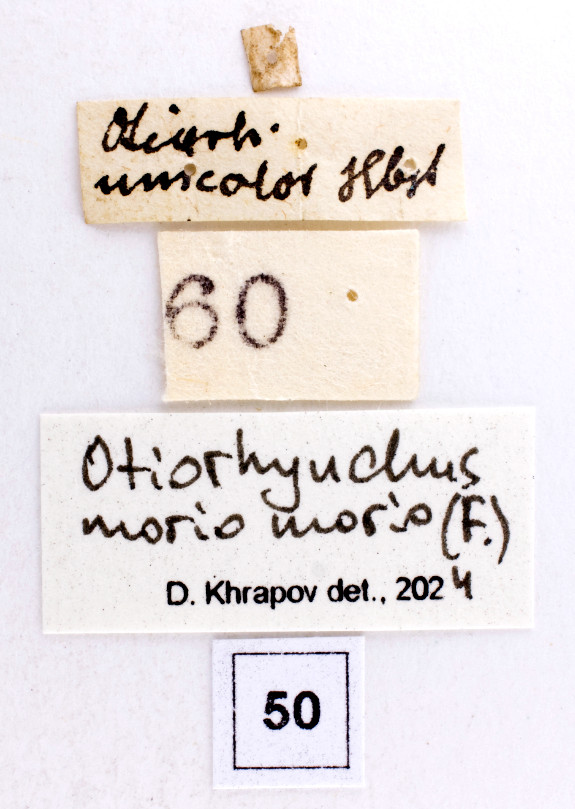 Otiorh.
unicolor Hbst
60
Otiorhynchus
morio morio (F.)
D. Khrapov det., 2024
50